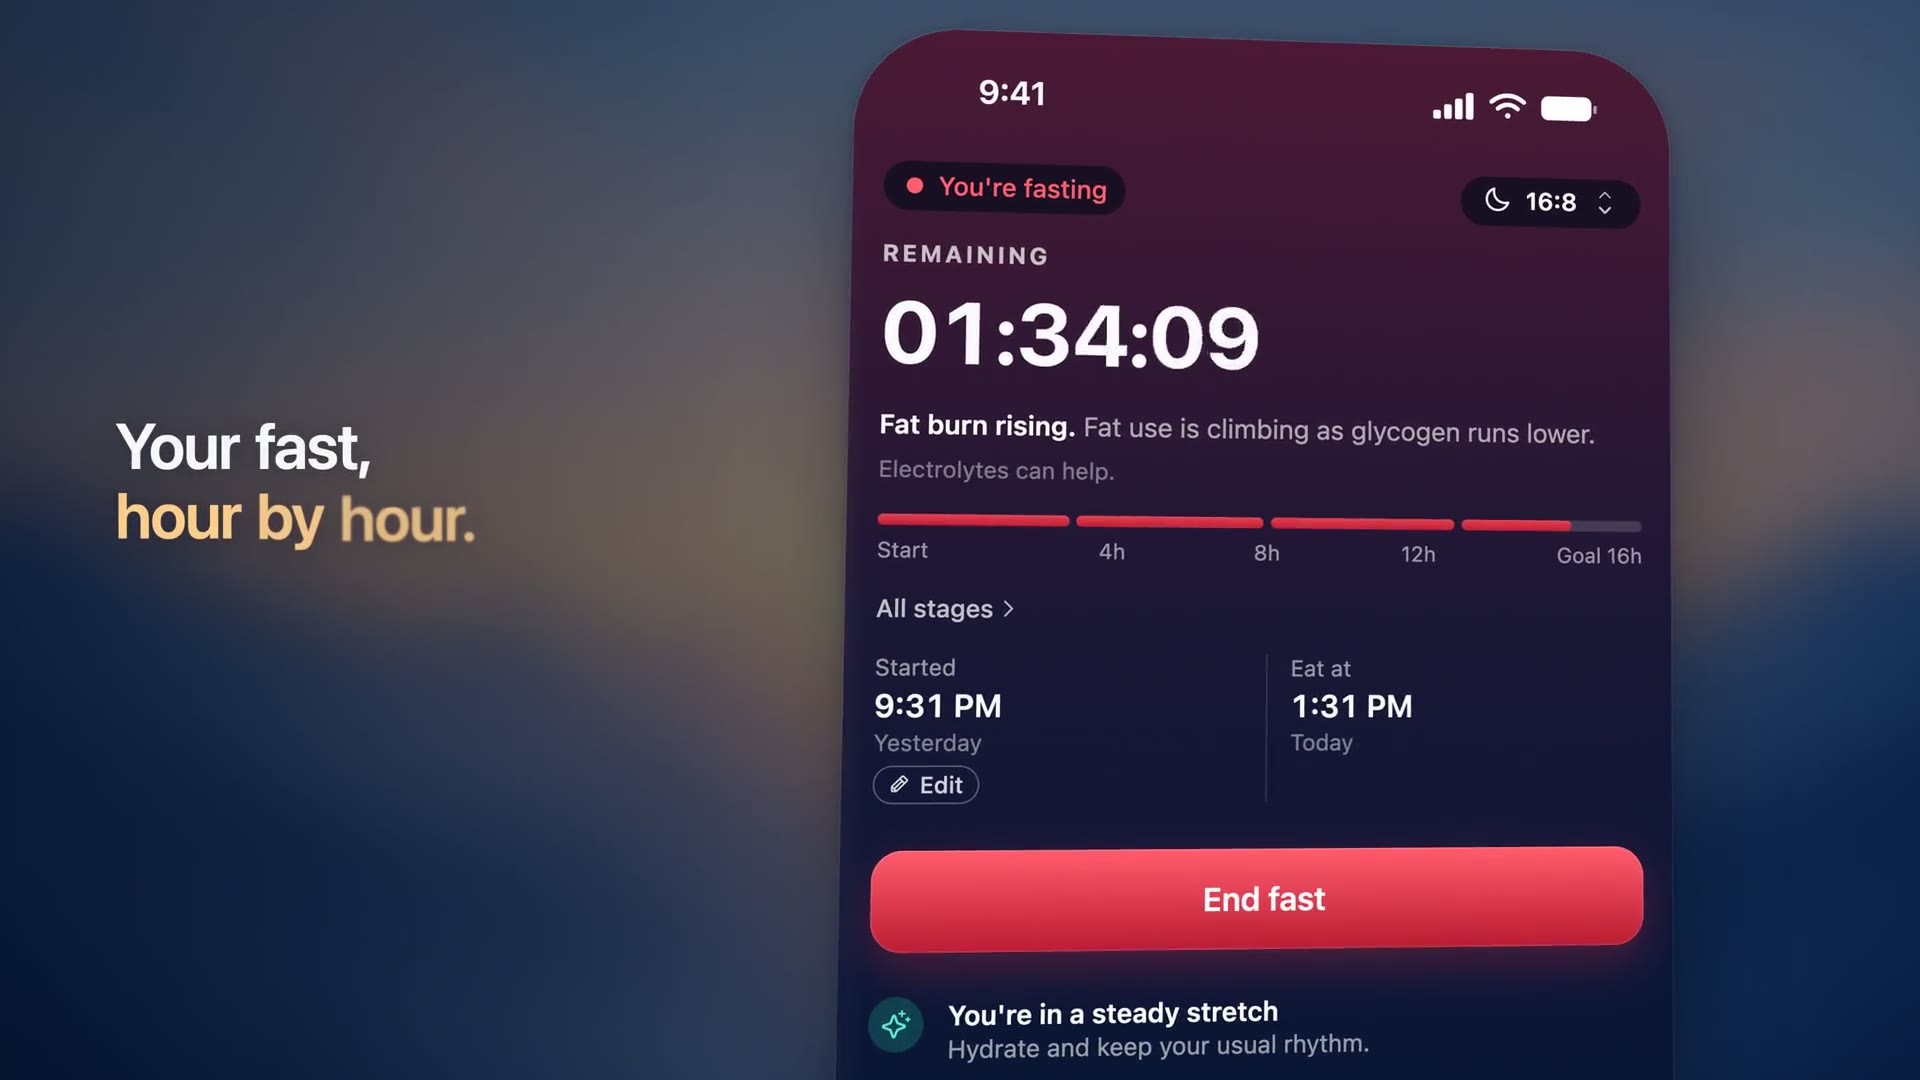 Your fast,
hour by hour.
9:41
You're fasting
16:8
REMAINING
01:34:09
Fat burn rising. Fat use is climbing as glycogen runs lower.
Electrolytes can help.
Start 4h 8h 12h Goal 16h
All stages
Started
9:31 PM
Yesterday
Edit
Eat at
1:31 PM
Today
End fast
You're in a steady stretch
Hydrate and keep your usual rhythm.